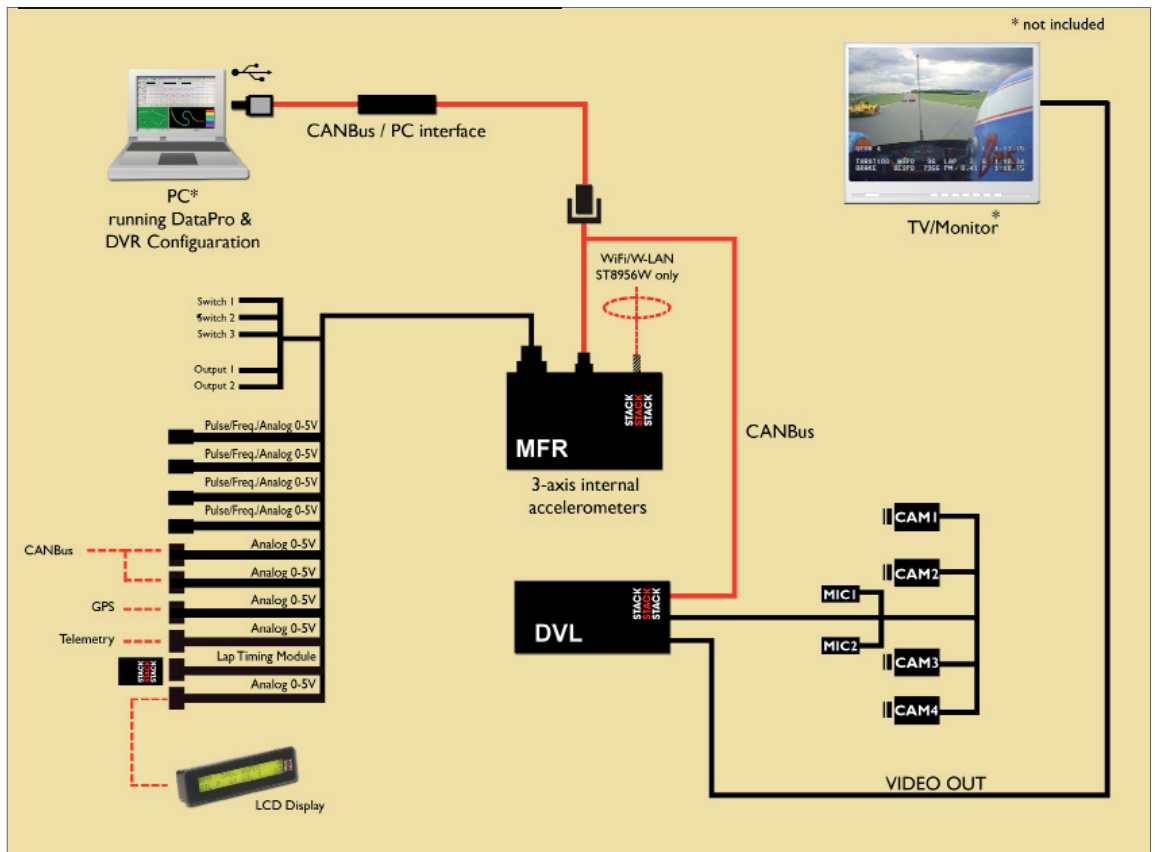 * not included
CANBus / PC interface
PC*
running DataPro &
DVR Configuaration
TV/Monitor*
WiFi/W-LAN
ST8956W only
Switch 1
Switch 2
Switch 3
Output 1
Output 2
STACK
STACK
STACK
MFR
3-axis internal
accelerometers
CANBus
Pulse/Freq./Analog 0-5V
Pulse/Freq./Analog 0-5V
Pulse/Freq./Analog 0-5V
Pulse/Freq./Analog 0-5V
CANBus
Analog 0-5V
Analog 0-5V
GPS
Analog 0-5V
Telemetry
Analog 0-5V
STACK
STACK
STACK
Lap Timing Module
Analog 0-5V
LCD Display
STACK
STACK
STACK
DVL
MIC1
MIC2
CAM1
CAM2
CAM3
CAM4
VIDEO OUT